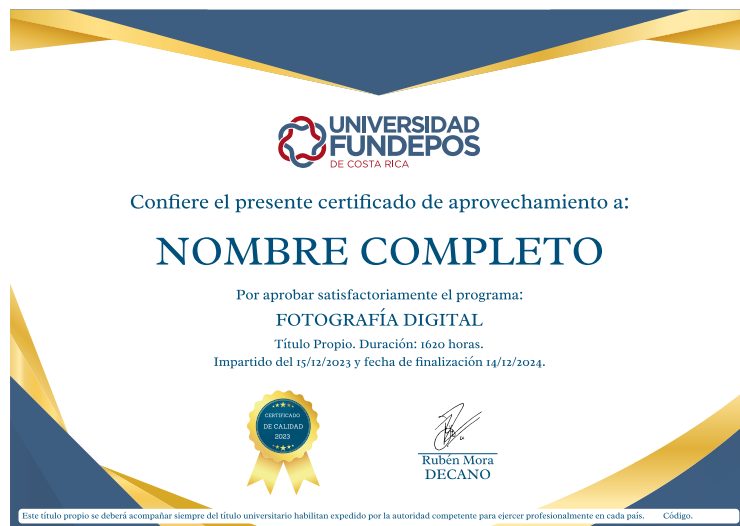 UNIVERSIDAD
FUNDEPOS
DE COSTA RICA
Confiere el presente certificado de aprovechamiento a:
NOMBRE COMPLETO
Por aprobar satisfactoriamente el programa:
FOTOGRAFÍA DIGITAL
Título Propio. Duración: 1620 horas.
Impartido del 15/12/2023 y fecha de finalización 14/12/2024.
CERTIFICADO
DE CALIDAD
2023
Rubén Mora
DECANO
Este título propio se deberá acompañar siempre del título universitario habilitan expedido por la autoridad competente para ejercer profesionalmente en cada país. Código.